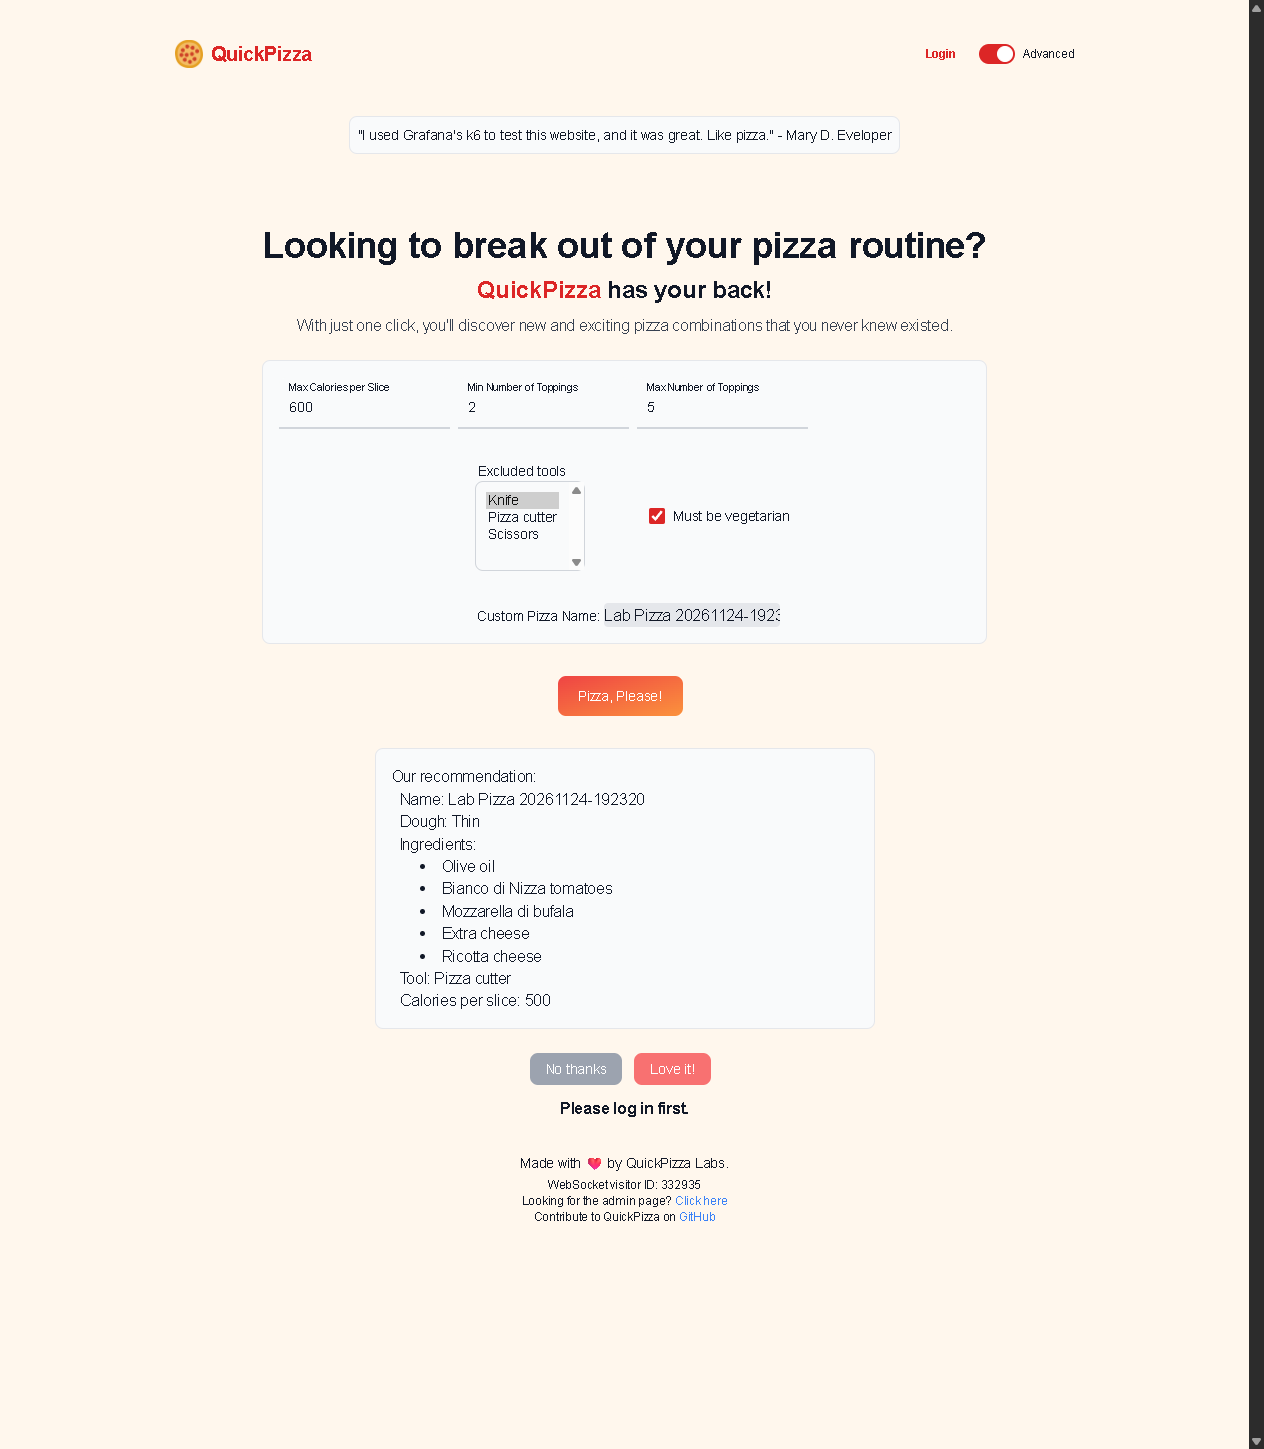 QuickPizza
Login
Advanced
"I used Grafana's k6 to test this website, and it was great. Like pizza." - Mary D. Eveloper
Looking to break out of your pizza routine?
QuickPizza has your back!
With just one click, you'll discover new and exciting pizza combinations that you never knew existed.
Max Calories per Slice
600
Min Number of Toppings
2
Max Number of Toppings
5
Excluded tools
Knife
Pizza cutter
Scissors
Must be vegetarian
Custom Pizza Name: Lab Pizza 20261124-1923
Pizza, Please!
Our recommendation:
Name: Lab Pizza 20261124-192320
Dough: Thin
Ingredients:
Olive oil
Bianco di Nizza tomatoes
Mozzarella di bufala
Extra cheese
Ricotta cheese
Tool: Pizza cutter
Calories per slice: 500
No thanks
Love it!
Please log in first.
Made with ❤️ by QuickPizza Labs.
WebSocket visitor ID: 332935
Looking for the admin page? Click here
Contribute to QuickPizza on GitHub